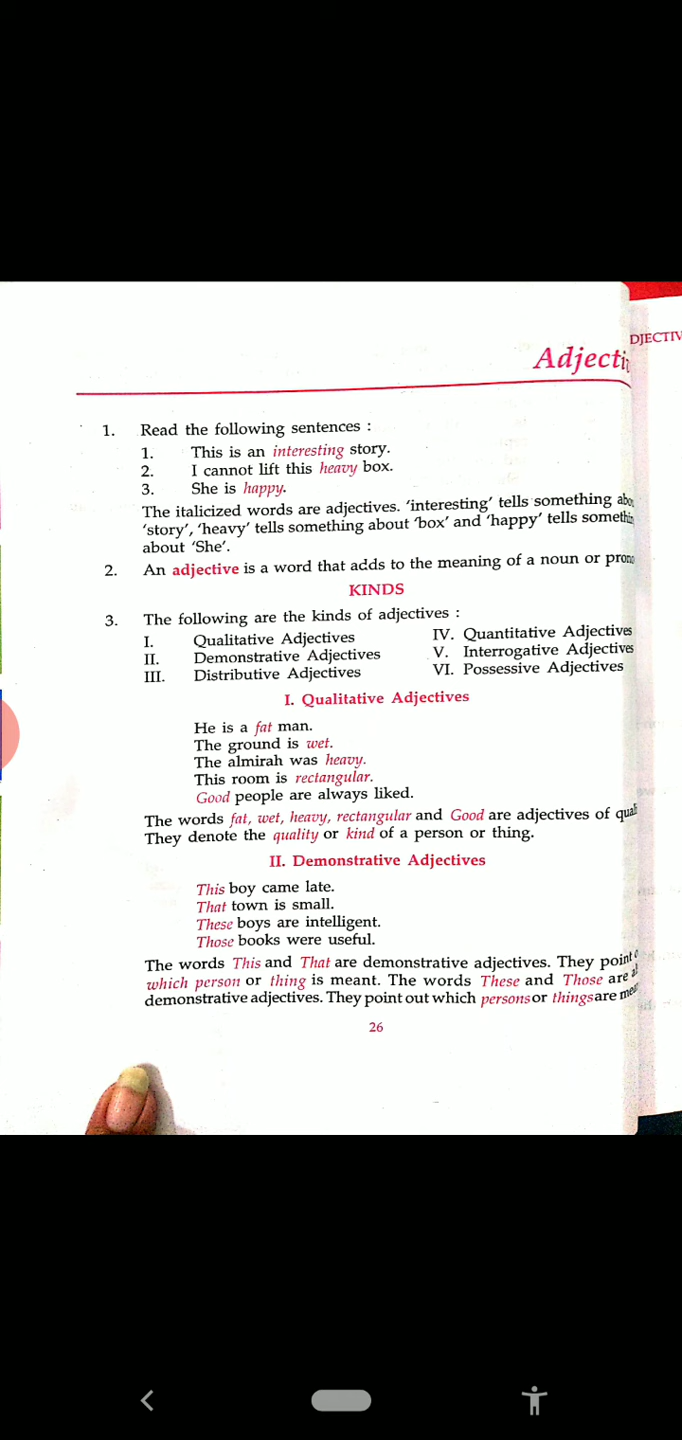 DJECTIV
Adjecti
1. Read the following sentences :
1. This is an interesting story.
2. I cannot lift this heavy box.
3. She is happy.
The italicized words are adjectives. 'interesting' tells something abo
'story', 'heavy' tells something about 'box' and 'happy' tells somethin
about 'She'.
2. An adjective is a word that adds to the meaning of a noun or prono
KINDS
3. The following are the kinds of adjectives :
I. Qualitative Adjectives IV. Quantitative Adjectives
II. Demonstrative Adjectives V. Interrogative Adjectives
III. Distributive Adjectives VI. Possessive Adjectives
I. Qualitative Adjectives
He is a fat man.
The ground is wet.
The almirah was heavy.
This room is rectangular.
Good people are always liked.
The words fat, wet, heavy, rectangular and Good are adjectives of quali
They denote the quality or kind of a person or thing.
II. Demonstrative Adjectives
This boy came late.
That town is small.
These boys are intelligent.
Those books were useful.
The words This and That are demonstrative adjectives. They point o
which person or thing is meant. The words These and Those are al
demonstrative adjectives. They point out which persons or things are mea
26